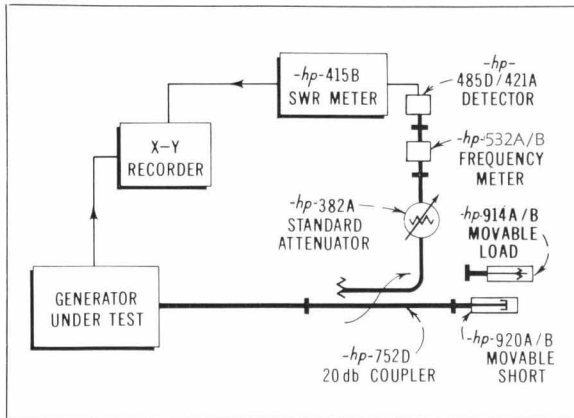 -hp-415B
SWR METER
-hp-
485D/421A
DETECTOR
X-Y
RECORDER
-hp-532A/B
FREQUENCY
METER
-hp-382A
STANDARD
ATTENUATOR
-hp-914A/B
MOVABLE
LOAD
GENERATOR
UNDER TEST
-hp-752D
20db COUPLER
-hp-920A/B
MOVABLE
SHORT